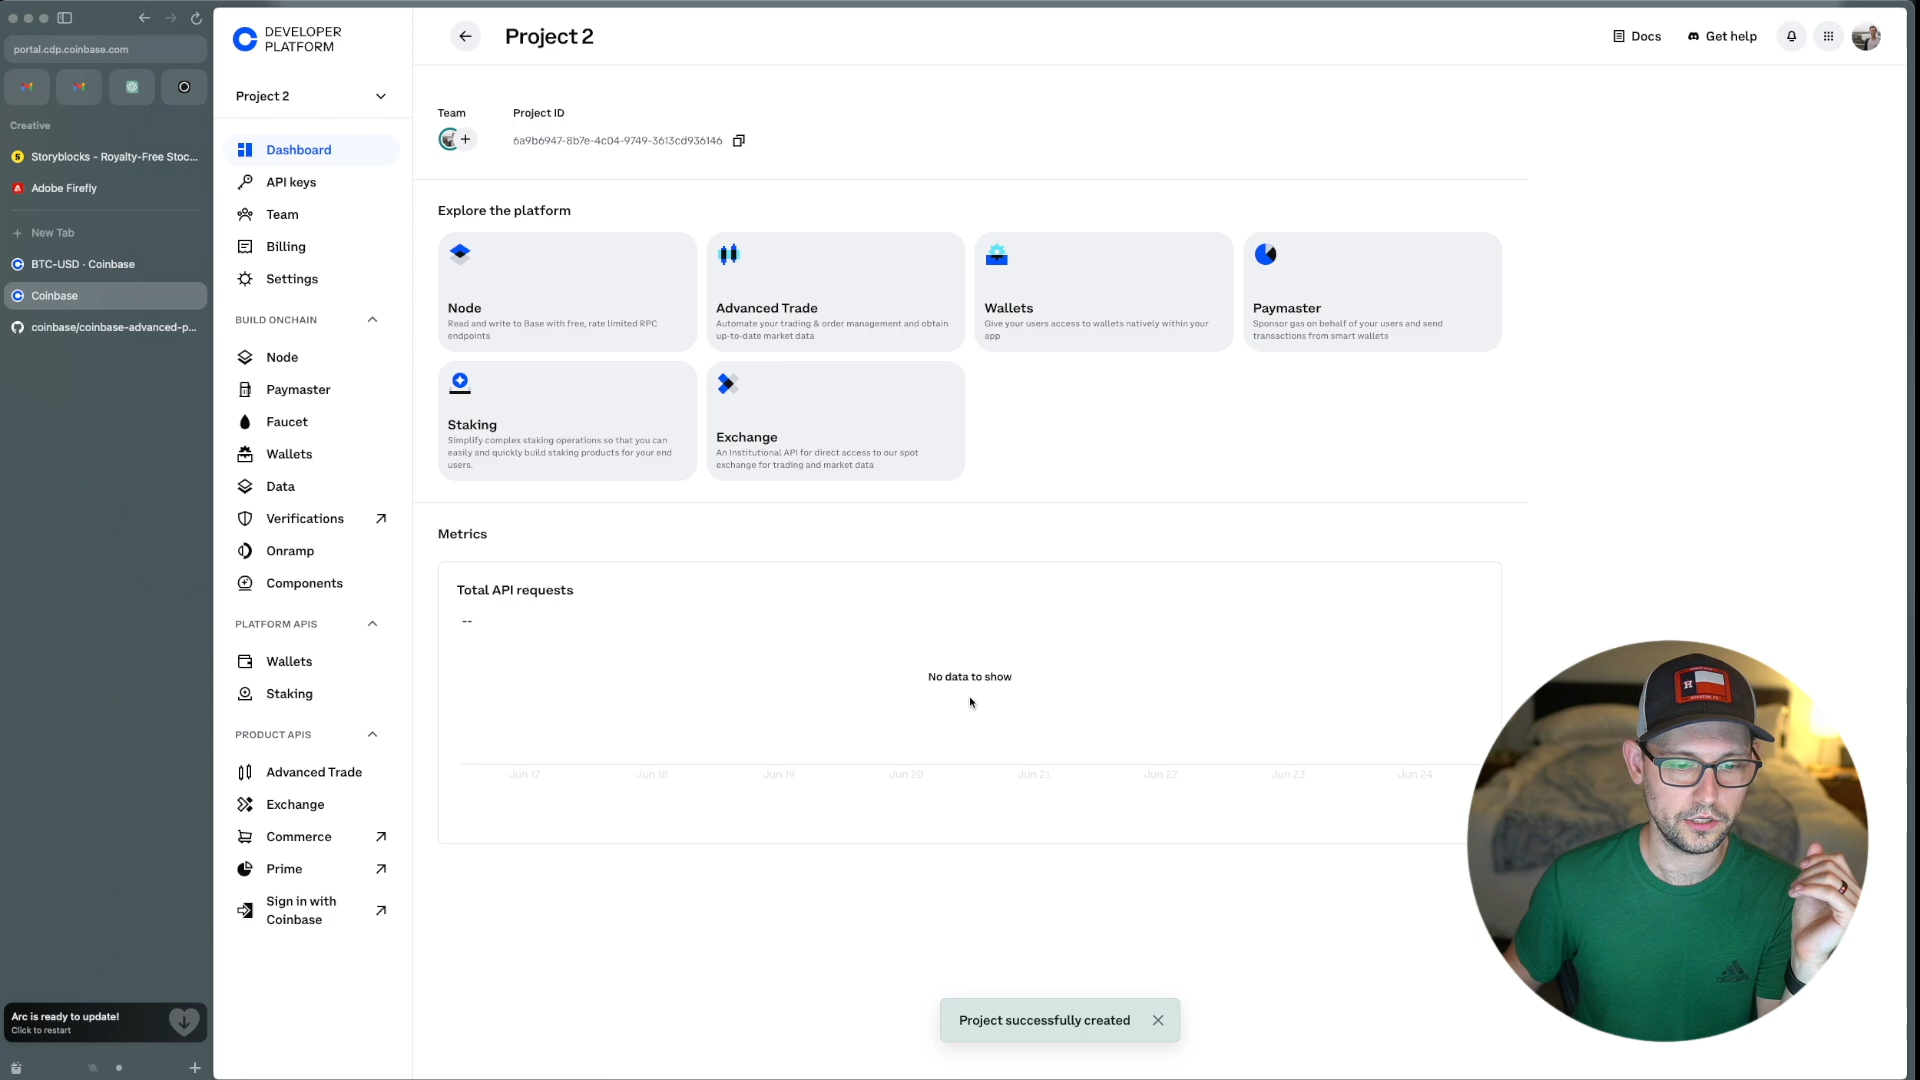 portal.cdp.coinbase.com
Creative
Storyblocks - Royalty-Free Stoc...
Adobe Firefly
New Tab
BTC-USD · Coinbase
Coinbase
coinbase/coinbase-advanced-p...
Arc is ready to update!
Click to restart
DEVELOPER
PLATFORM
Project 2
Dashboard
API keys
Team
Billing
Settings
BUILD ONCHAIN
Node
Paymaster
Faucet
Wallets
Data
Verifications
Onramp
Components
PLATFORM APIS
Wallets
Staking
PRODUCT APIS
Advanced Trade
Exchange
Commerce
Prime
Sign in with
Coinbase
Project 2
Docs
Get help
Team
Project ID
6a9b6947-8b7e-4c04-9749-3613cd936146
Explore the platform
Node
Read and write to Base with free, rate limited RPC
endpoints
Advanced Trade
Automate your trading & order management and obtain
up-to-date market data
Wallets
Give your users access to wallets natively within your
app
Paymaster
Sponsor gas on behalf of your users and send
transactions from smart wallets
Staking
Simplify complex staking operations so that you can
easily and quickly build staking products for your end
users.
Exchange
An Institutional API for direct access to our spot
exchange for trading and market data
Metrics
Total API requests
--
No data to show
Jun 17 Jun 18 Jun 19 Jun 20 Jun 21 Jun 22 Jun 23 Jun 24
Project successfully created
H